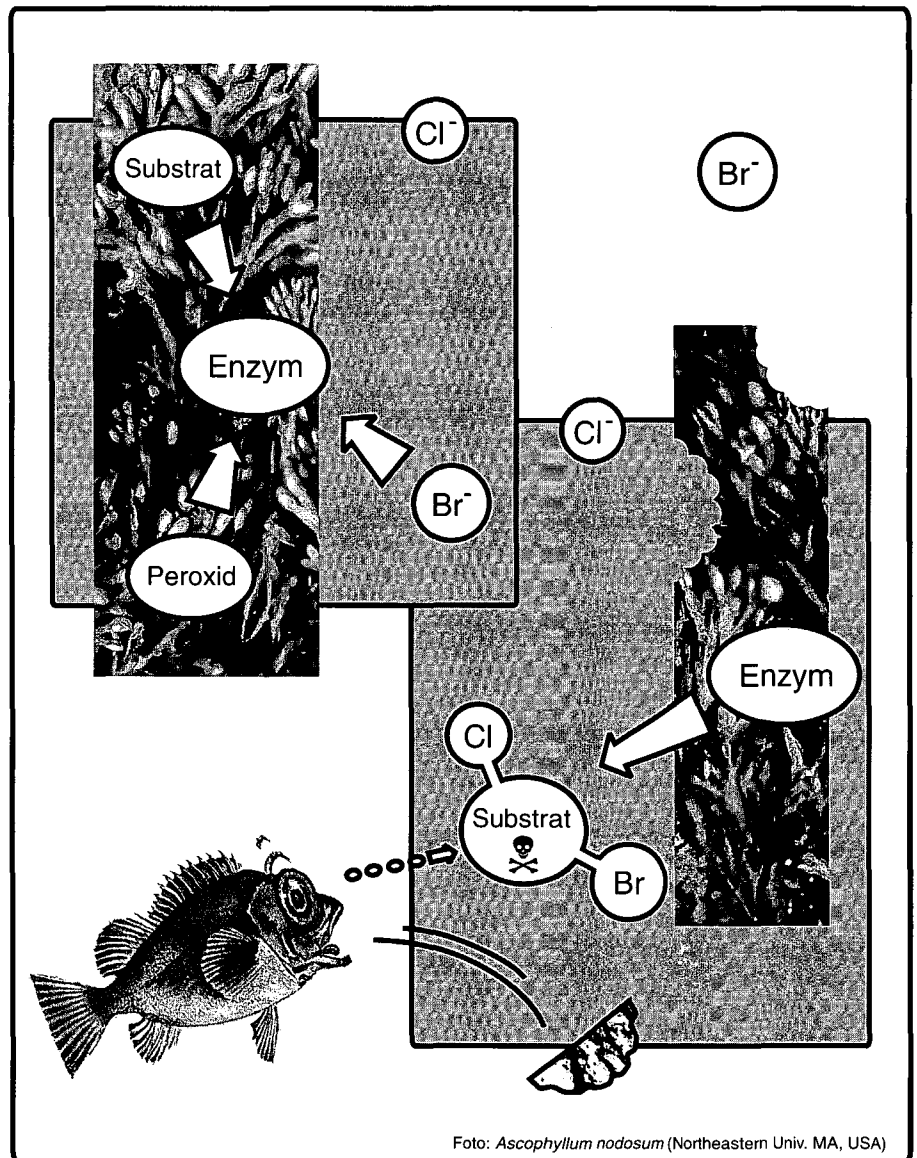 Cl⁻
Substrat
Br⁻
Enzym
Cl⁻
Br⁻
Peroxid
Enzym
Cl
Substrat
Br
Foto: Ascophyllum nodosum (Northeastern Univ. MA, USA)